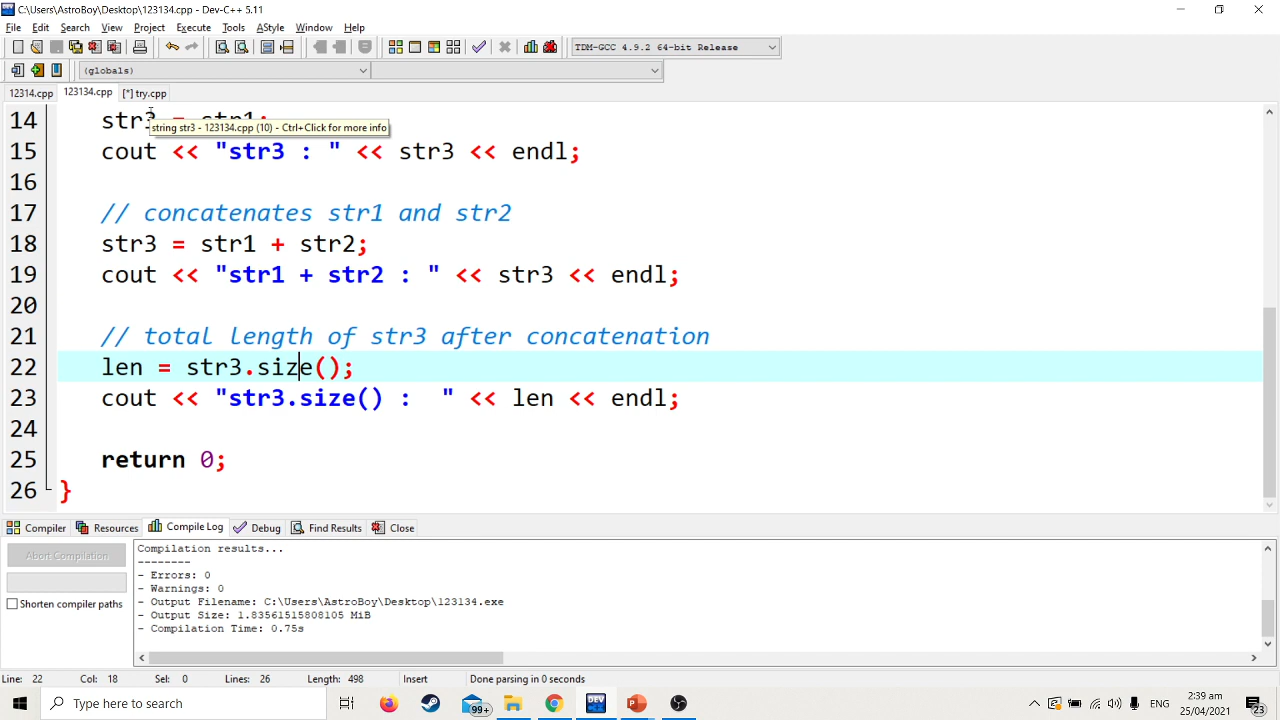 C:\Users\AstroBoy\Desktop\123134.cpp - Dev-C++ 5.11
File Edit Search View Project Execute Tools AStyle Window Help
TDM-GCC 4.9.2 64-bit Release
(globals)
12314.cpp 123134.cpp [*] try.cpp
14 str3 = str1;
string str3 - 123134.cpp (10) - Ctrl+Click for more info
15 cout << "str3 : " << str3 << endl;
16
17 // concatenates str1 and str2
18 str3 = str1 + str2;
19 cout << "str1 + str2 : " << str3 << endl;
20
21 // total length of str3 after concatenation
22 len = str3.size();
23 cout << "str3.size() :  " << len << endl;
24
25 return 0;
26 }
Compiler Resources Compile Log Debug Find Results Close
Abort Compilation
Shorten compiler paths
Compilation results...
--------
- Errors: 0
- Warnings: 0
- Output Filename: C:\Users\AstroBoy\Desktop\123134.exe
- Output Size: 1.83561515808105 MiB
- Compilation Time: 0.75s
Line: 22 Col: 18 Sel: 0 Lines: 26 Length: 498 Insert Done parsing in 0 seconds
Type here to search
99+
DEV
ENG
2:39 am
25/04/2021
23